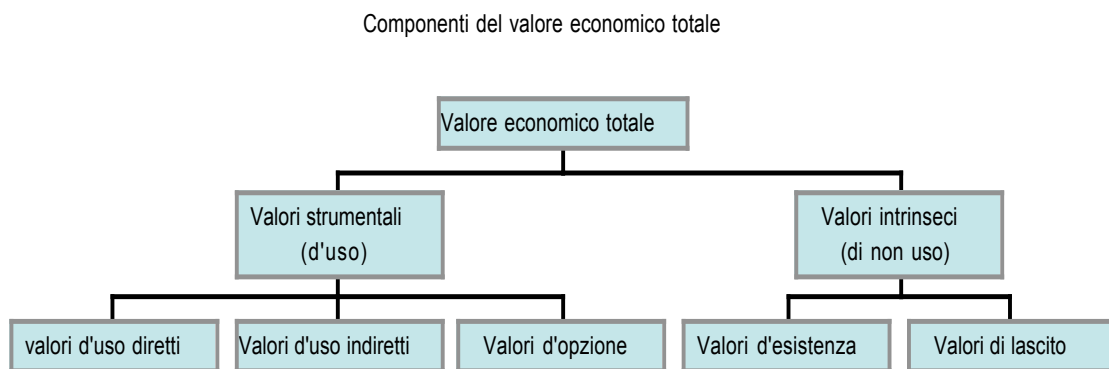 Componenti del valore economico totale
Valore economico totale
Valori strumentali
(d'uso)
Valori intrinseci
(di non uso)
valori d'uso diretti
Valori d'uso indiretti
Valori d'opzione
Valori d'esistenza
Valori di lascito